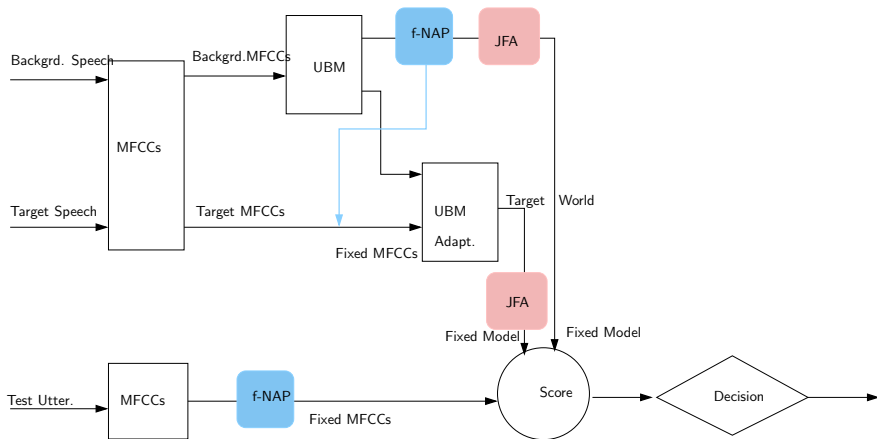 f-NAP
JFA
Backgrd. Speech
Backgrd.MFCCs
UBM
MFCCs
Target Speech
Target MFCCs
UBM
Adapt.
Target
World
Fixed MFCCs
JFA
Fixed Model
Fixed Model
Test Utter.
MFCCs
f-NAP
Fixed MFCCs
Score
Decision